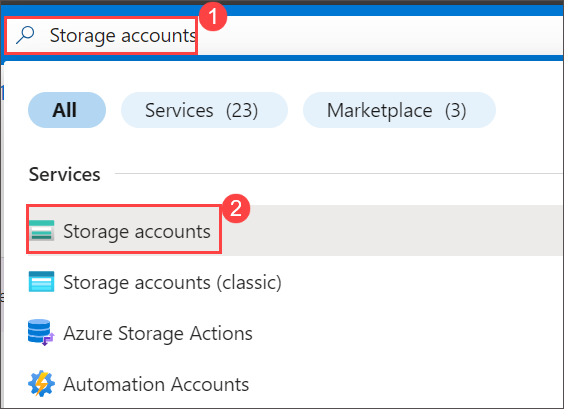 1
Storage accounts
All Services (23) Marketplace (3)
Services
2
Storage accounts
Storage accounts (classic)
Azure Storage Actions
Automation Accounts